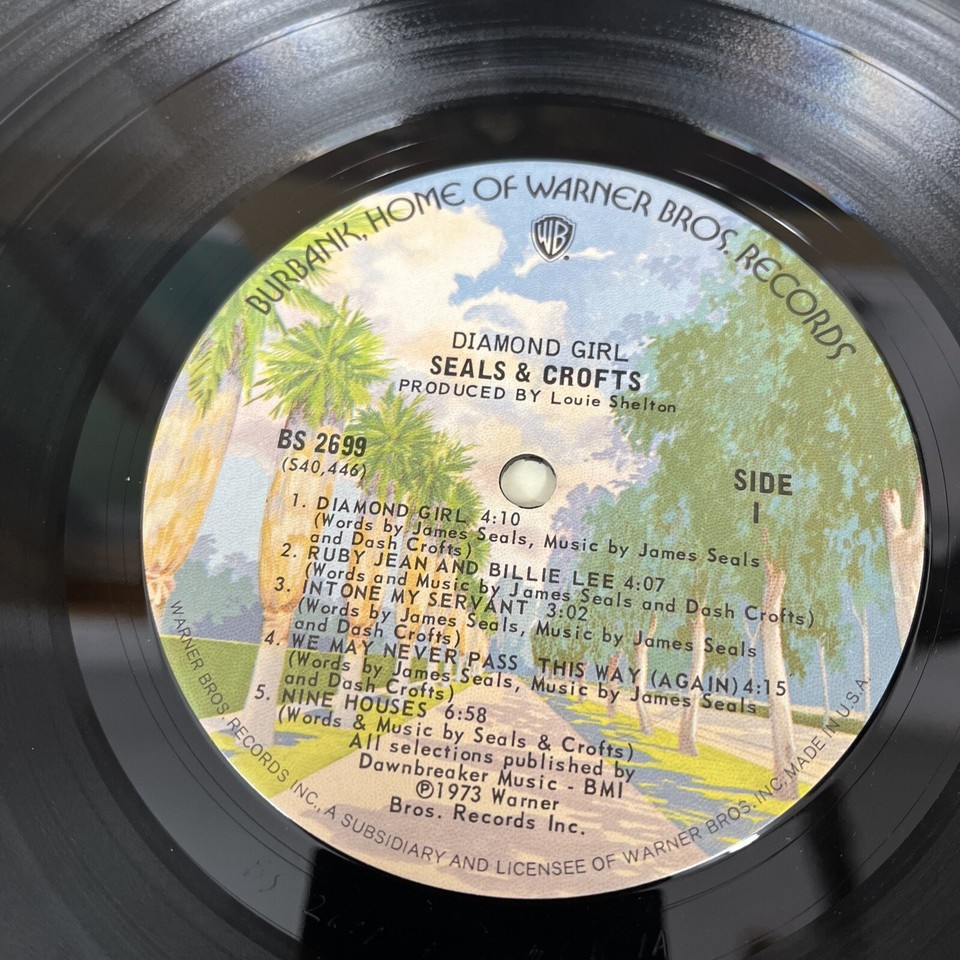 BURBANK, HOME OF WARNER BROS. RECORDS
WB
DIAMOND GIRL
SEALS & CROFTS
PRODUCED BY Louie Shelton
BS 2699
(S40,446)
SIDE
1
1. DIAMOND GIRL 4:10
(Words by James Seals, Music by James Seals
and Dash Crofts)
2. RUBY JEAN AND BILLIE LEE 4:07
(Words and Music by James Seals and Dash Crofts)
3. INTONE MY SERVANT 3:02
(Words by James Seals, Music by James Seals
and Dash Crofts)
4. WE MAY NEVER PASS THIS WAY (AGAIN) 4:15
(Words by James Seals, Music by James Seals
and Dash Crofts)
5. NINE HOUSES 6:58
(Words & Music by Seals & Crofts)
All selections published by
Dawnbreaker Music - BMI
℗1973 Warner
Bros. Records Inc.
WARNER BROS. RECORDS INC., A SUBSIDIARY AND LICENSEE OF WARNER BROS. INC. MADE IN U.S.A.